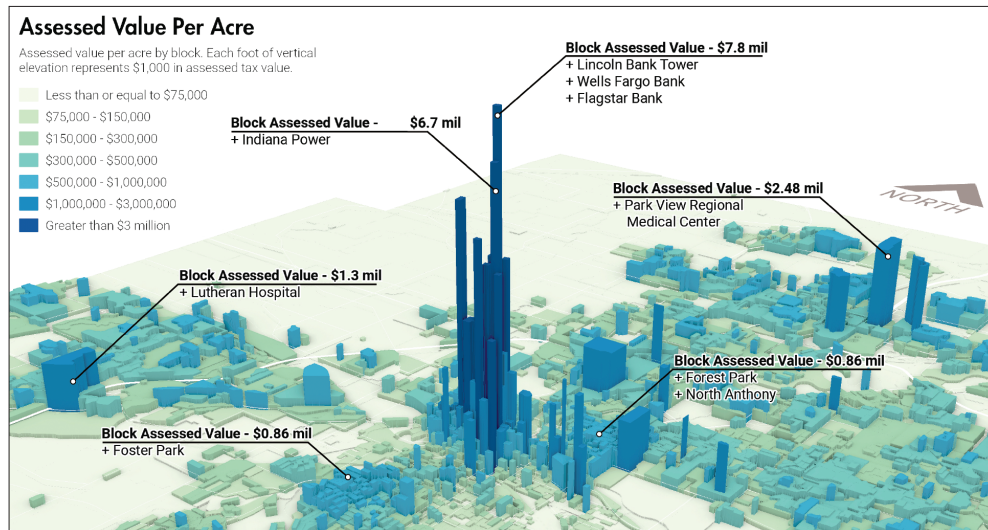 Assessed Value Per Acre
Assessed value per acre by block. Each foot of vertical
elevation represents $1,000 in assessed tax value.
Less than or equal to $75,000
$75,000 - $150,000
$150,000 - $300,000
$300,000 - $500,000
$500,000 - $1,000,000
$1,000,000 - $3,000,000
Greater than $3 million
Block Assessed Value - $7.8 mil
+ Lincoln Bank Tower
+ Wells Fargo Bank
+ Flagstar Bank
Block Assessed Value - $6.7 mil
+ Indiana Power
Block Assessed Value - $2.48 mil
+ Park View Regional
Medical Center
NORTH
Block Assessed Value - $1.3 mil
+ Lutheran Hospital
Block Assessed Value - $0.86 mil
+ Forest Park
+ North Anthony
Block Assessed Value - $0.86 mil
+ Foster Park